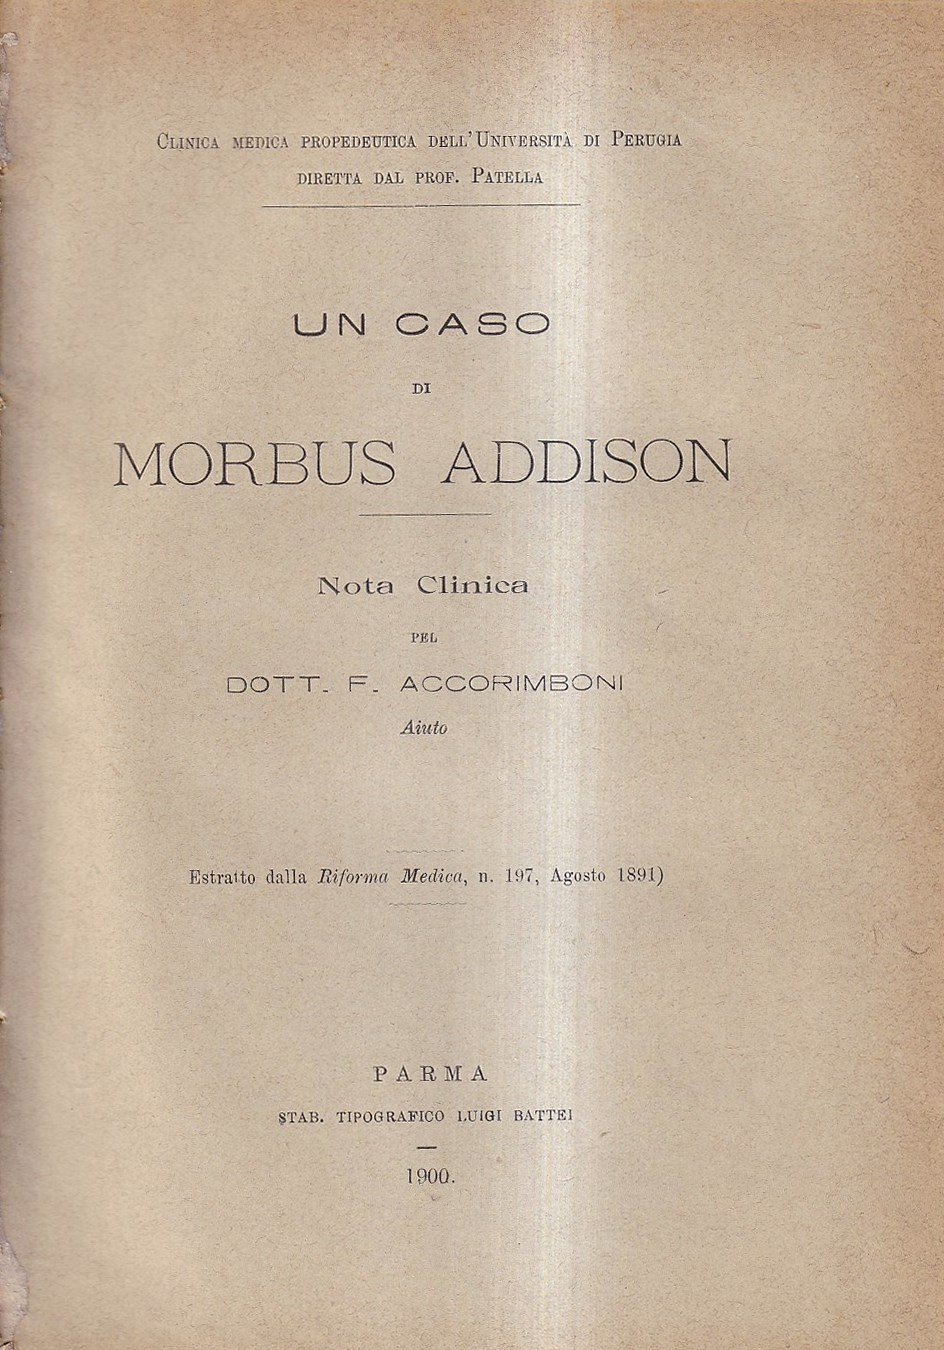 CLINICA MEDICA PROPEDEUTICA DELL'UNIVERSITÀ DI PERUGIA
DIRETTA DAL PROF. PATELLA
UN CASO
DI
MORBUS ADDISON
Nota Clinica
PEL
DOTT. F. ACCORIMBONI
Aiuto
Estratto dalla Riforma Medica, n. 197, Agosto 1891)
PARMA
STAB. TIPOGRAFICO LUIGI BATTEI
1900.